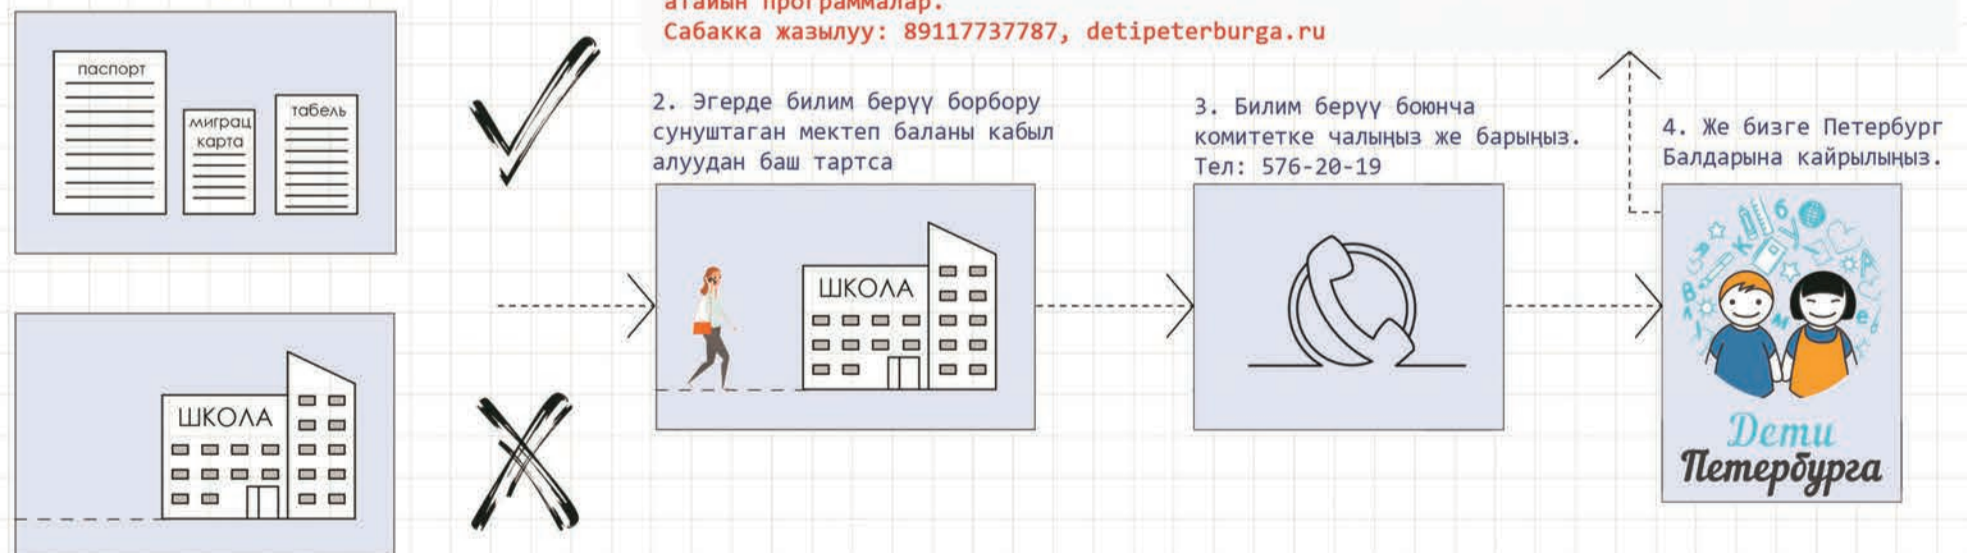 атайын программалар.
Сабакка жазылуу: 89117737787, detipeterburga.ru
паспорт
миграц
карта
табель
2. Эгерде билим берүү борбору
сунуштаган мектеп баланы кабыл
алуудан баш тартса
ШКОЛА
3. Билим берүү боюнча
комитетке чалыңыз же барыңыз.
Тел: 576-20-19
4. Же бизге Петербург
Балдарына кайрылыңыз.
Дети
Петербурга
ШКОЛА